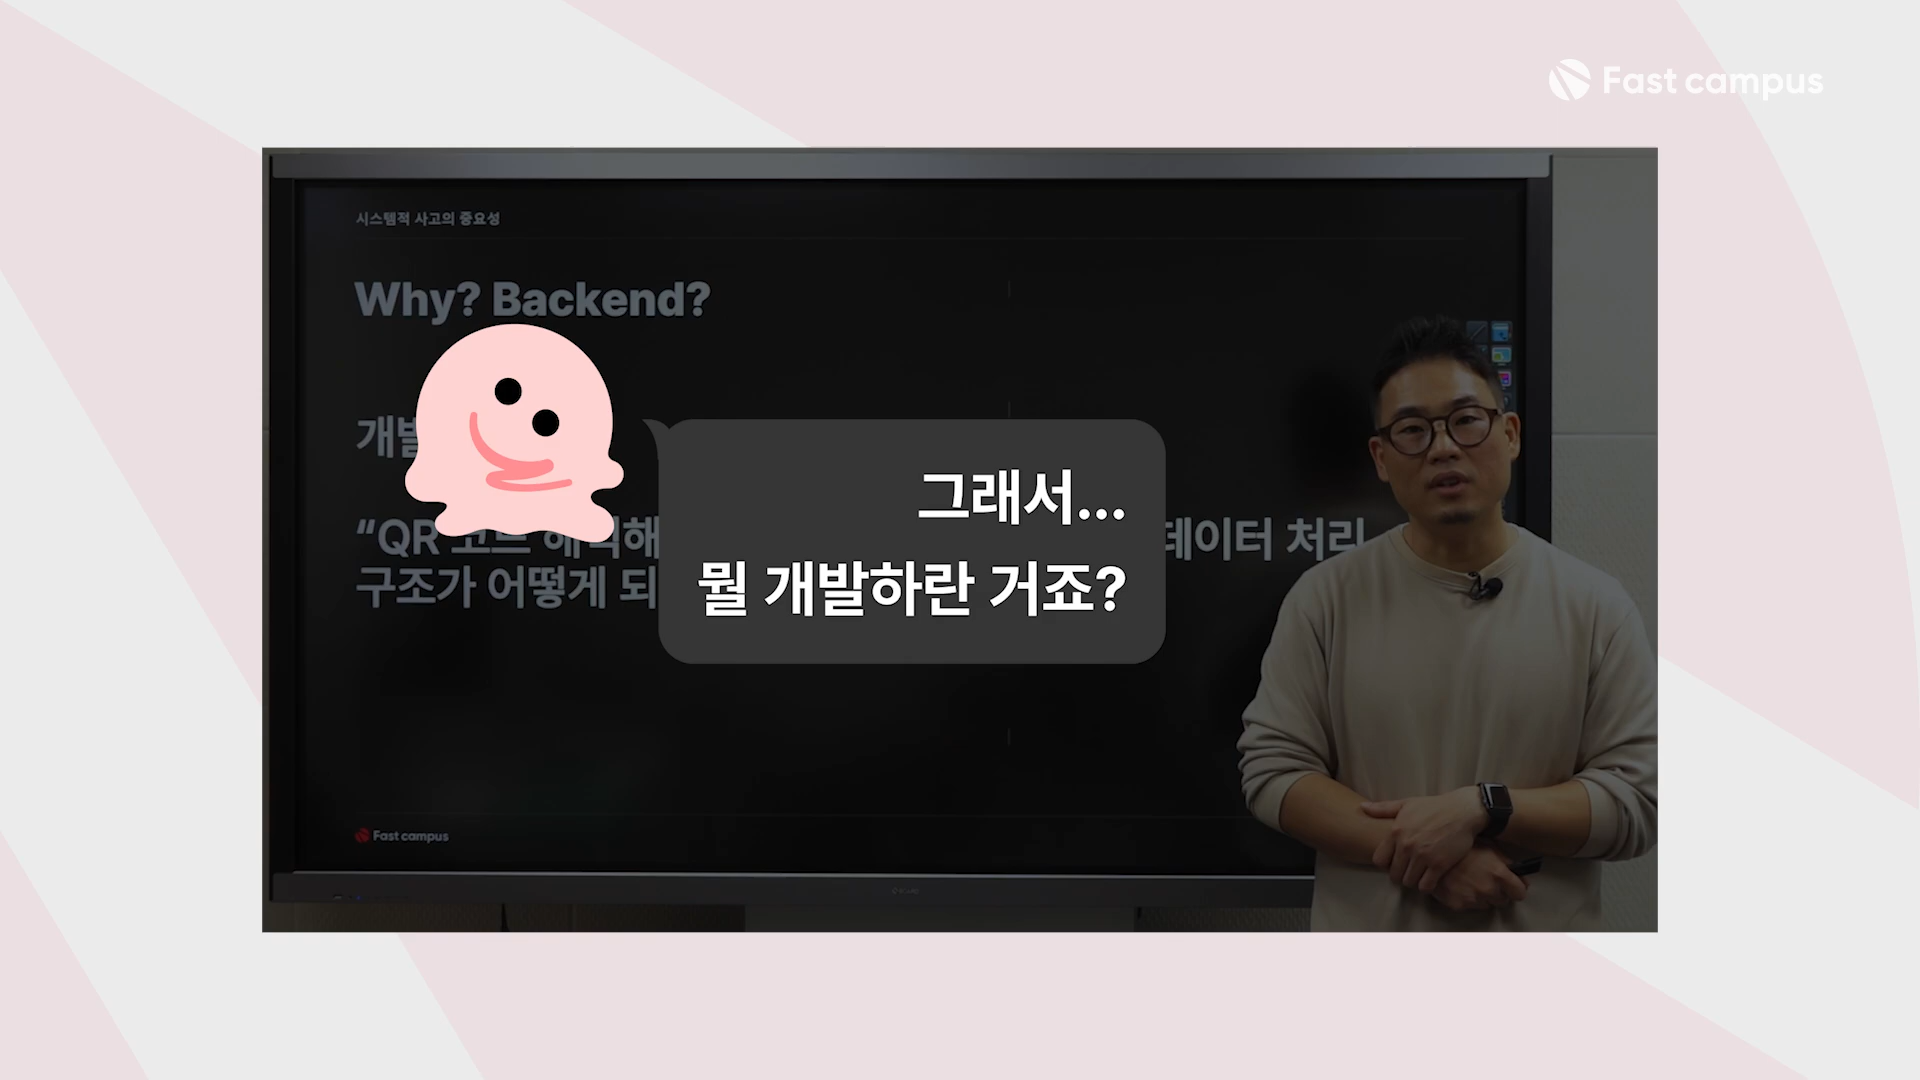 Fast campus
시스템적 사고의 중요성
Why? Backend?
그래서...
뭘 개발하란 거죠?
“QR 코드 데이터 처리
구조가 어떻게 되
Fast campus